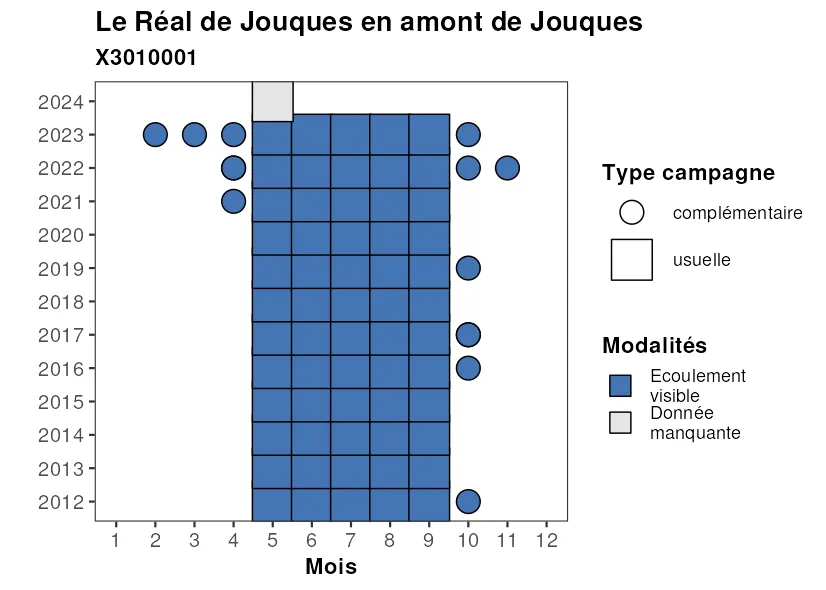 Le Réal de Jouques en amont de Jouques
X3010001
2024
2023
2022
2021
2020
2019
2018
2017
2016
2015
2014
2013
2012
1 2 3 4 5 6 7 8 9 10 11 12
Mois
Type campagne
complémentaire
usuelle
Modalités
Ecoulement
visible
Donnée
manquante